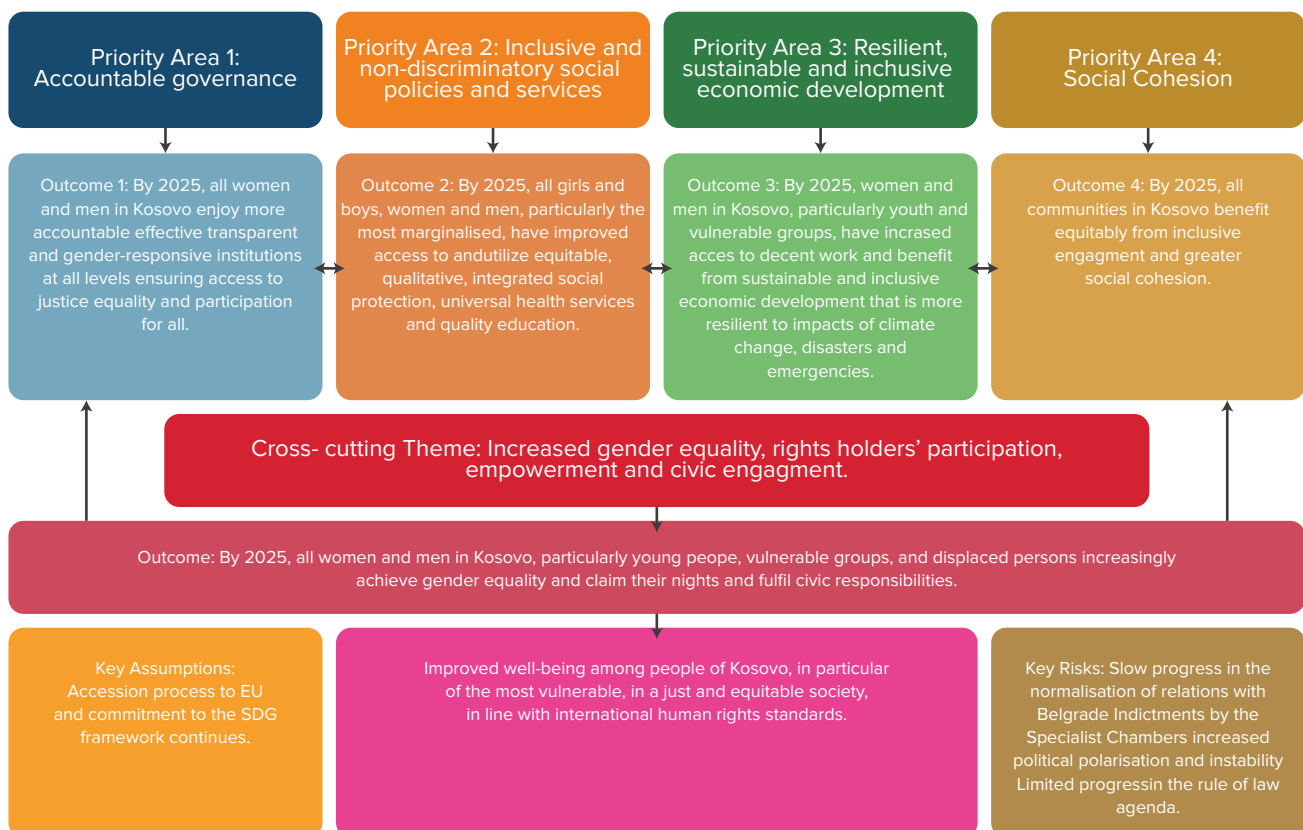 Priority Area 1:
Accountable governance
Priority Area 2: Inclusive and
non-discriminatory social
policies and services
Priority Area 3: Resilient,
sustainable and inchusive
economic development
Priority Area 4:
Social Cohesion
Outcome 1: By 2025, all women
and men in Kosovo enjoy more
accountable effective transparent
and gender-responsive institutions
at all levels ensuring access to
justice equality and participation
for all.
Outcome 2: By 2025, all girls and
boys, women and men, particularly the
most marginalised, have improved
access to andutilize equitable,
qualitative, integrated social
protection, universal health services
and quality education.
Outcome 3: By 2025, women and
men in Kosovo, particularly youth and
vulnerable groups, have incrased
acces to decent work and benefit
from sustainable and inclusive
economic development that is more
resilient to impacts of climate
change, disasters and
emergencies.
Outcome 4: By 2025, all
communities in Kosovo benefit
equitably from inclusive
engagment and greater
social cohesion.
Cross- cutting Theme: Increased gender equality, rights holders’ participation,
empowerment and civic engagment.
Outcome: By 2025, all women and men in Kosovo, particularly young peope, vulnerable groups, and displaced persons increasingly
achieve gender equality and claim their rights and fulfil civic responsibilities.
Key Assumptions:
Accession process to EU
and commitment to the SDG
framework continues.
Improved well-being among people of Kosovo, in particular
of the most vulnerable, in a just and equitable society,
in line with international human rights standards.
Key Risks: Slow progress in the
normalisation of relations with
Belgrade Indictments by the
Specialist Chambers increased
political polarisation and instability
Limited progressin the rule of law
agenda.